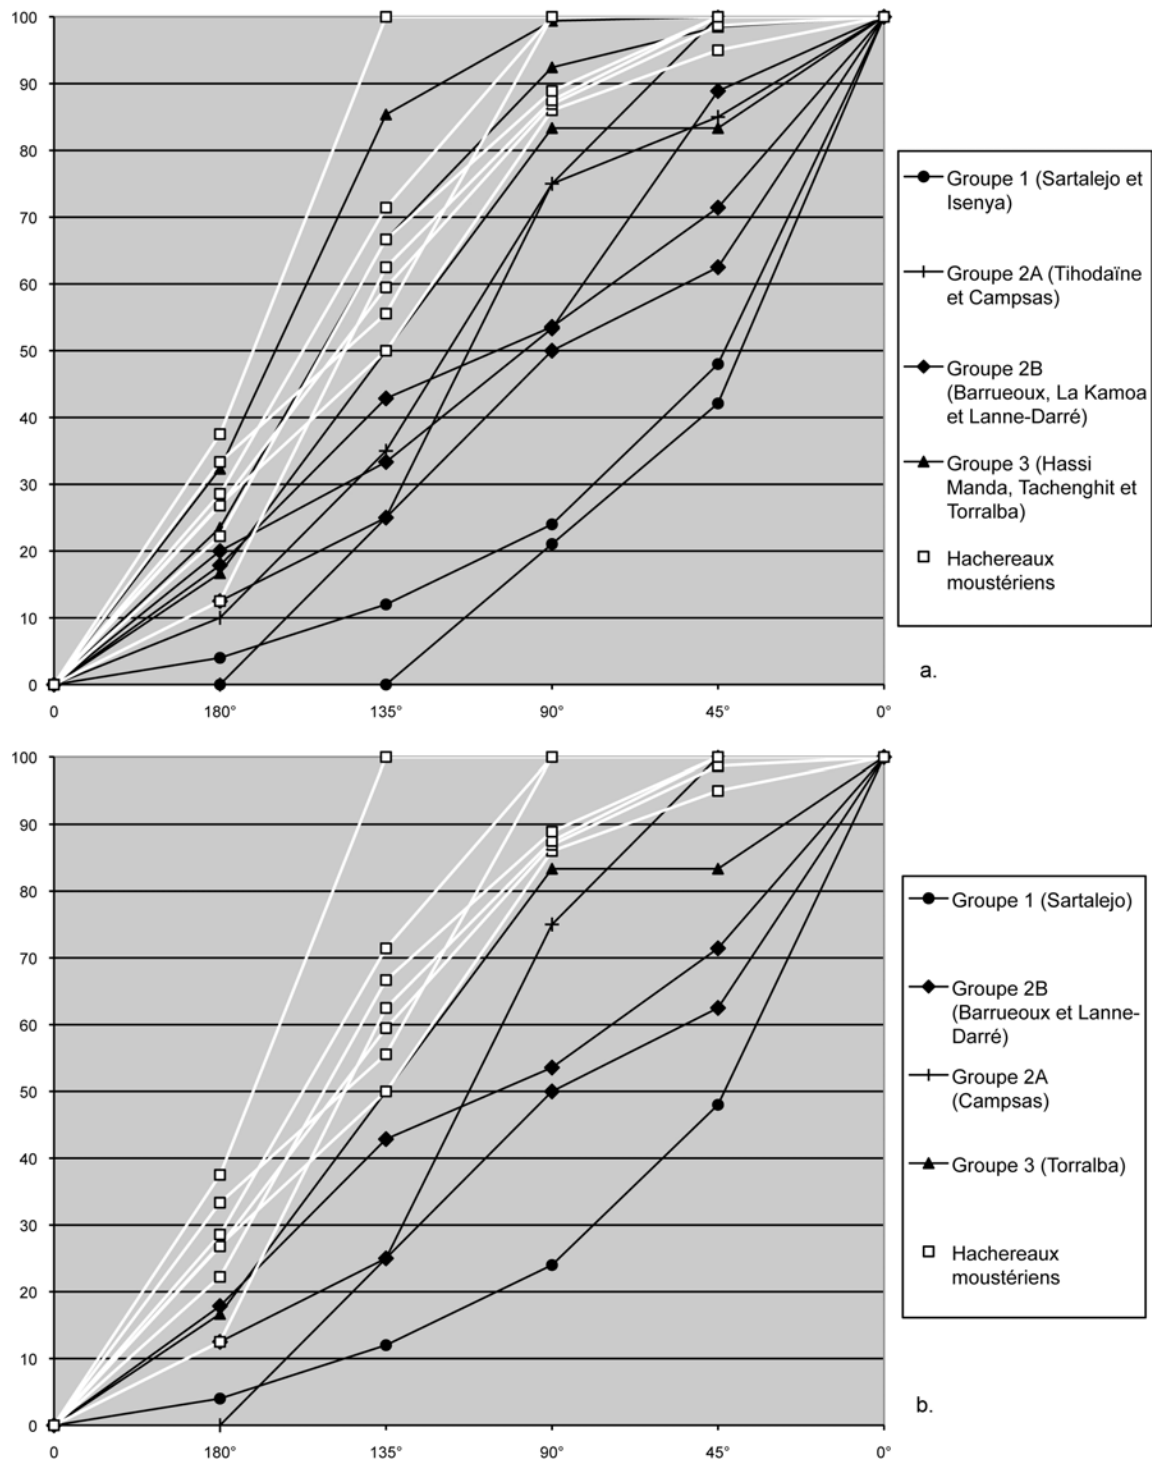 100
90
80
70
60
50
40
30
20
10
0
0 180° 135° 90° 45° 0°
Groupe 1 (Sartalejo et
Isenya)
Groupe 2A (Tihodaïne
et Campsas)
Groupe 2B
(Barrueoux, La Kamoa
et Lanne-Darré)
Groupe 3 (Hassi
Manda, Tachenghit et
Torralba)
Hachereaux
moustériens
a.
100
90
80
70
60
50
40
30
20
10
0
0 180° 135° 90° 45° 0°
Groupe 1 (Sartalejo)
Groupe 2B
(Barrueoux et Lanne-
Darré)
Groupe 2A
(Campsas)
Groupe 3 (Torralba)
Hachereaux
moustériens
b.